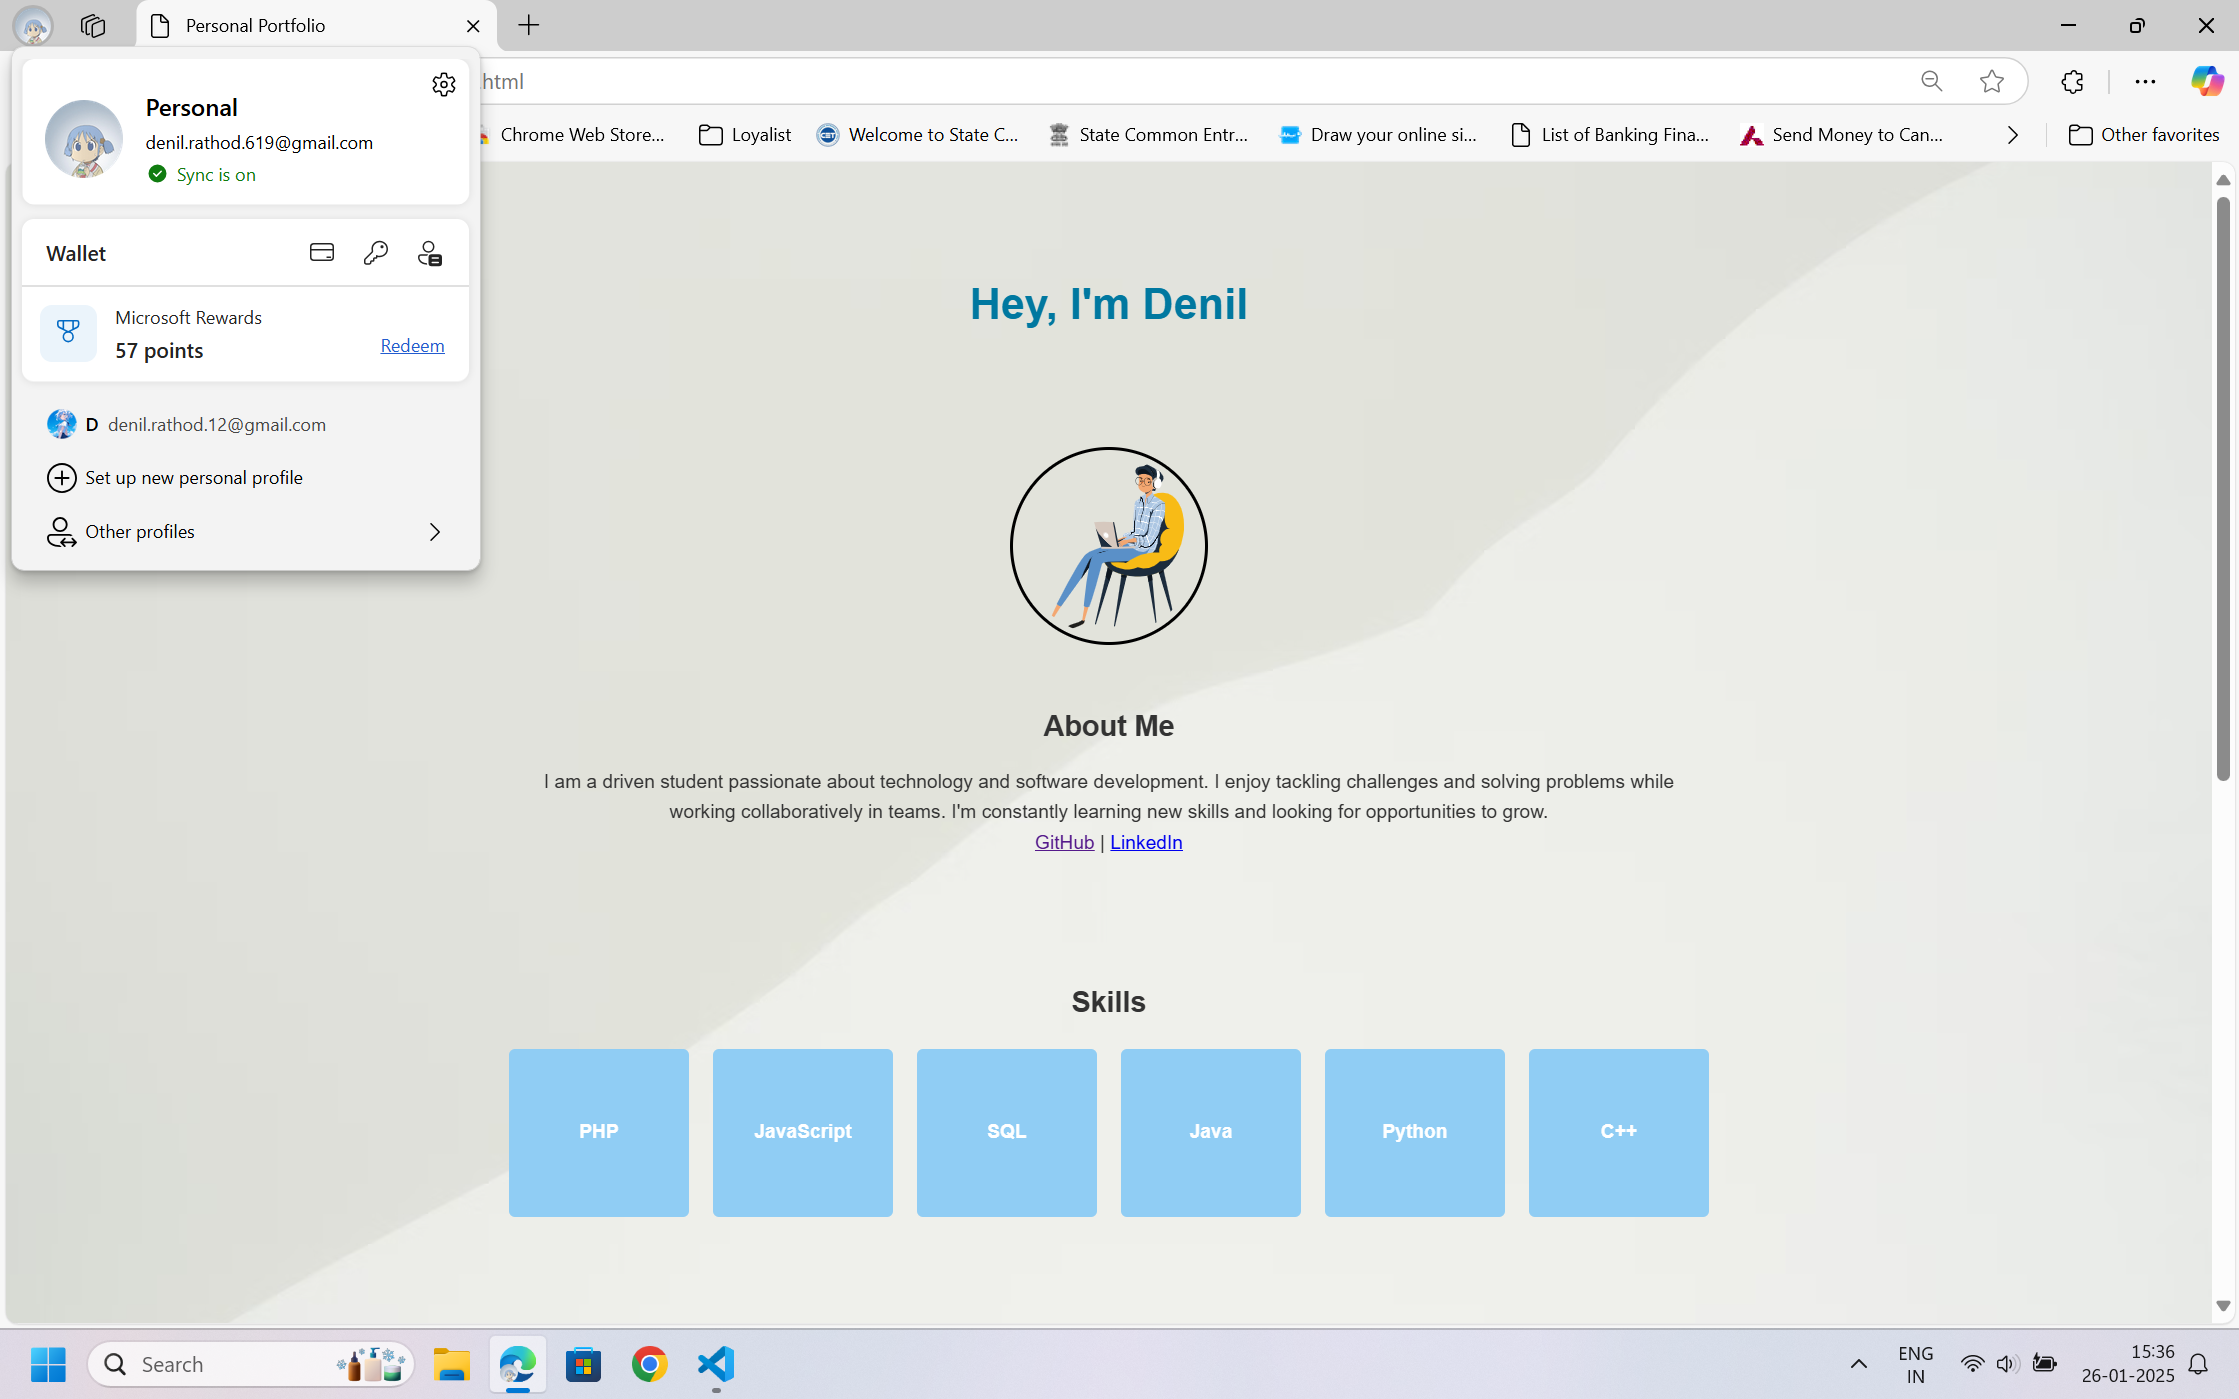 Personal Portfolio
.html
Chrome Web Store...
Loyalist
Welcome to State C...
State Common Entr...
Draw your online si...
List of Banking Fina...
Send Money to Can...
Other favorites
Personal
denil.rathod.619@gmail.com
Sync is on
Wallet
Microsoft Rewards
57 points
Redeem
D denil.rathod.12@gmail.com
Set up new personal profile
Other profiles
Hey, I'm Denil
About Me
I am a driven student passionate about technology and software development. I enjoy tackling challenges and solving problems while
working collaboratively in teams. I'm constantly learning new skills and looking for opportunities to grow.
GitHub | LinkedIn
Skills
PHP
JavaScript
SQL
Java
Python
C++
Search
ENG
IN
15:36
26-01-2025